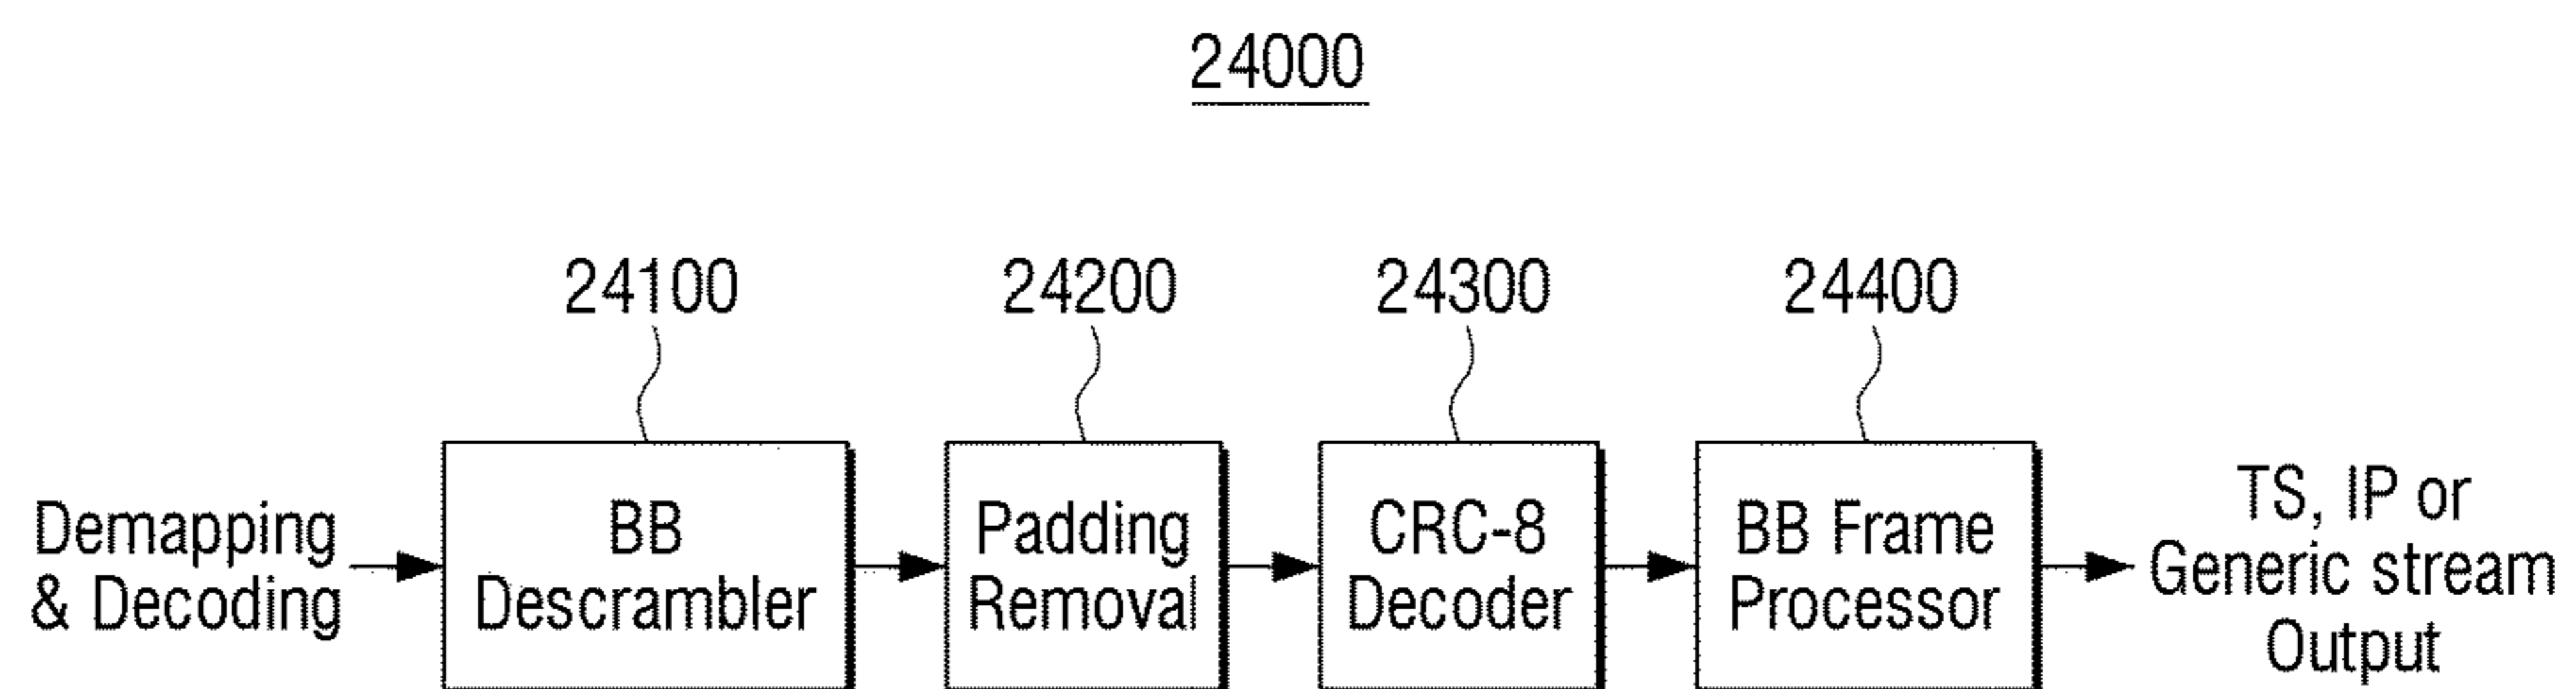 24000
24100
24200
24300
24400
Demapping
& Decoding
BB
Descrambler
Padding
Removal
CRC-8
Decoder
BB Frame
Processor
TS, IP or
Generic stream
Output